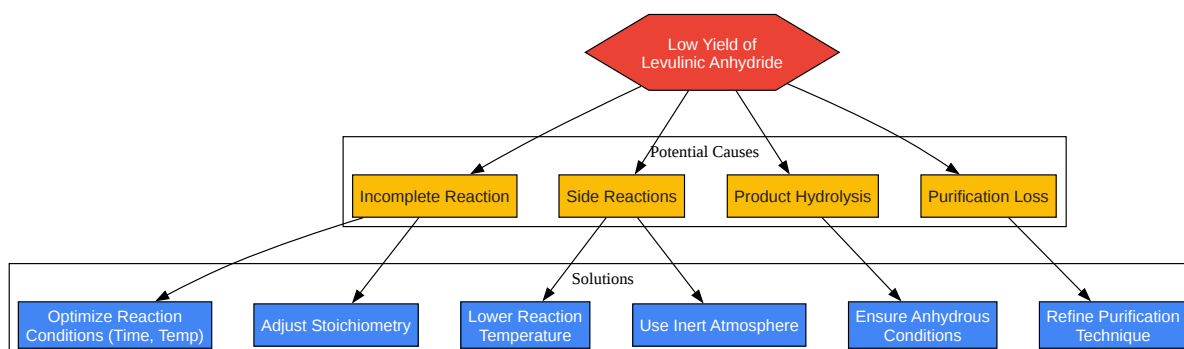 Low Yield of
Levulinic Anhydride
Potential Causes
Incomplete Reaction
Side Reactions
Product Hydrolysis
Purification Loss
Solutions
Optimize Reaction
Conditions (Time, Temp)
Adjust Stoichiometry
Lower Reaction
Temperature
Use Inert Atmosphere
Ensure Anhydrous
Conditions
Refine Purification
Technique